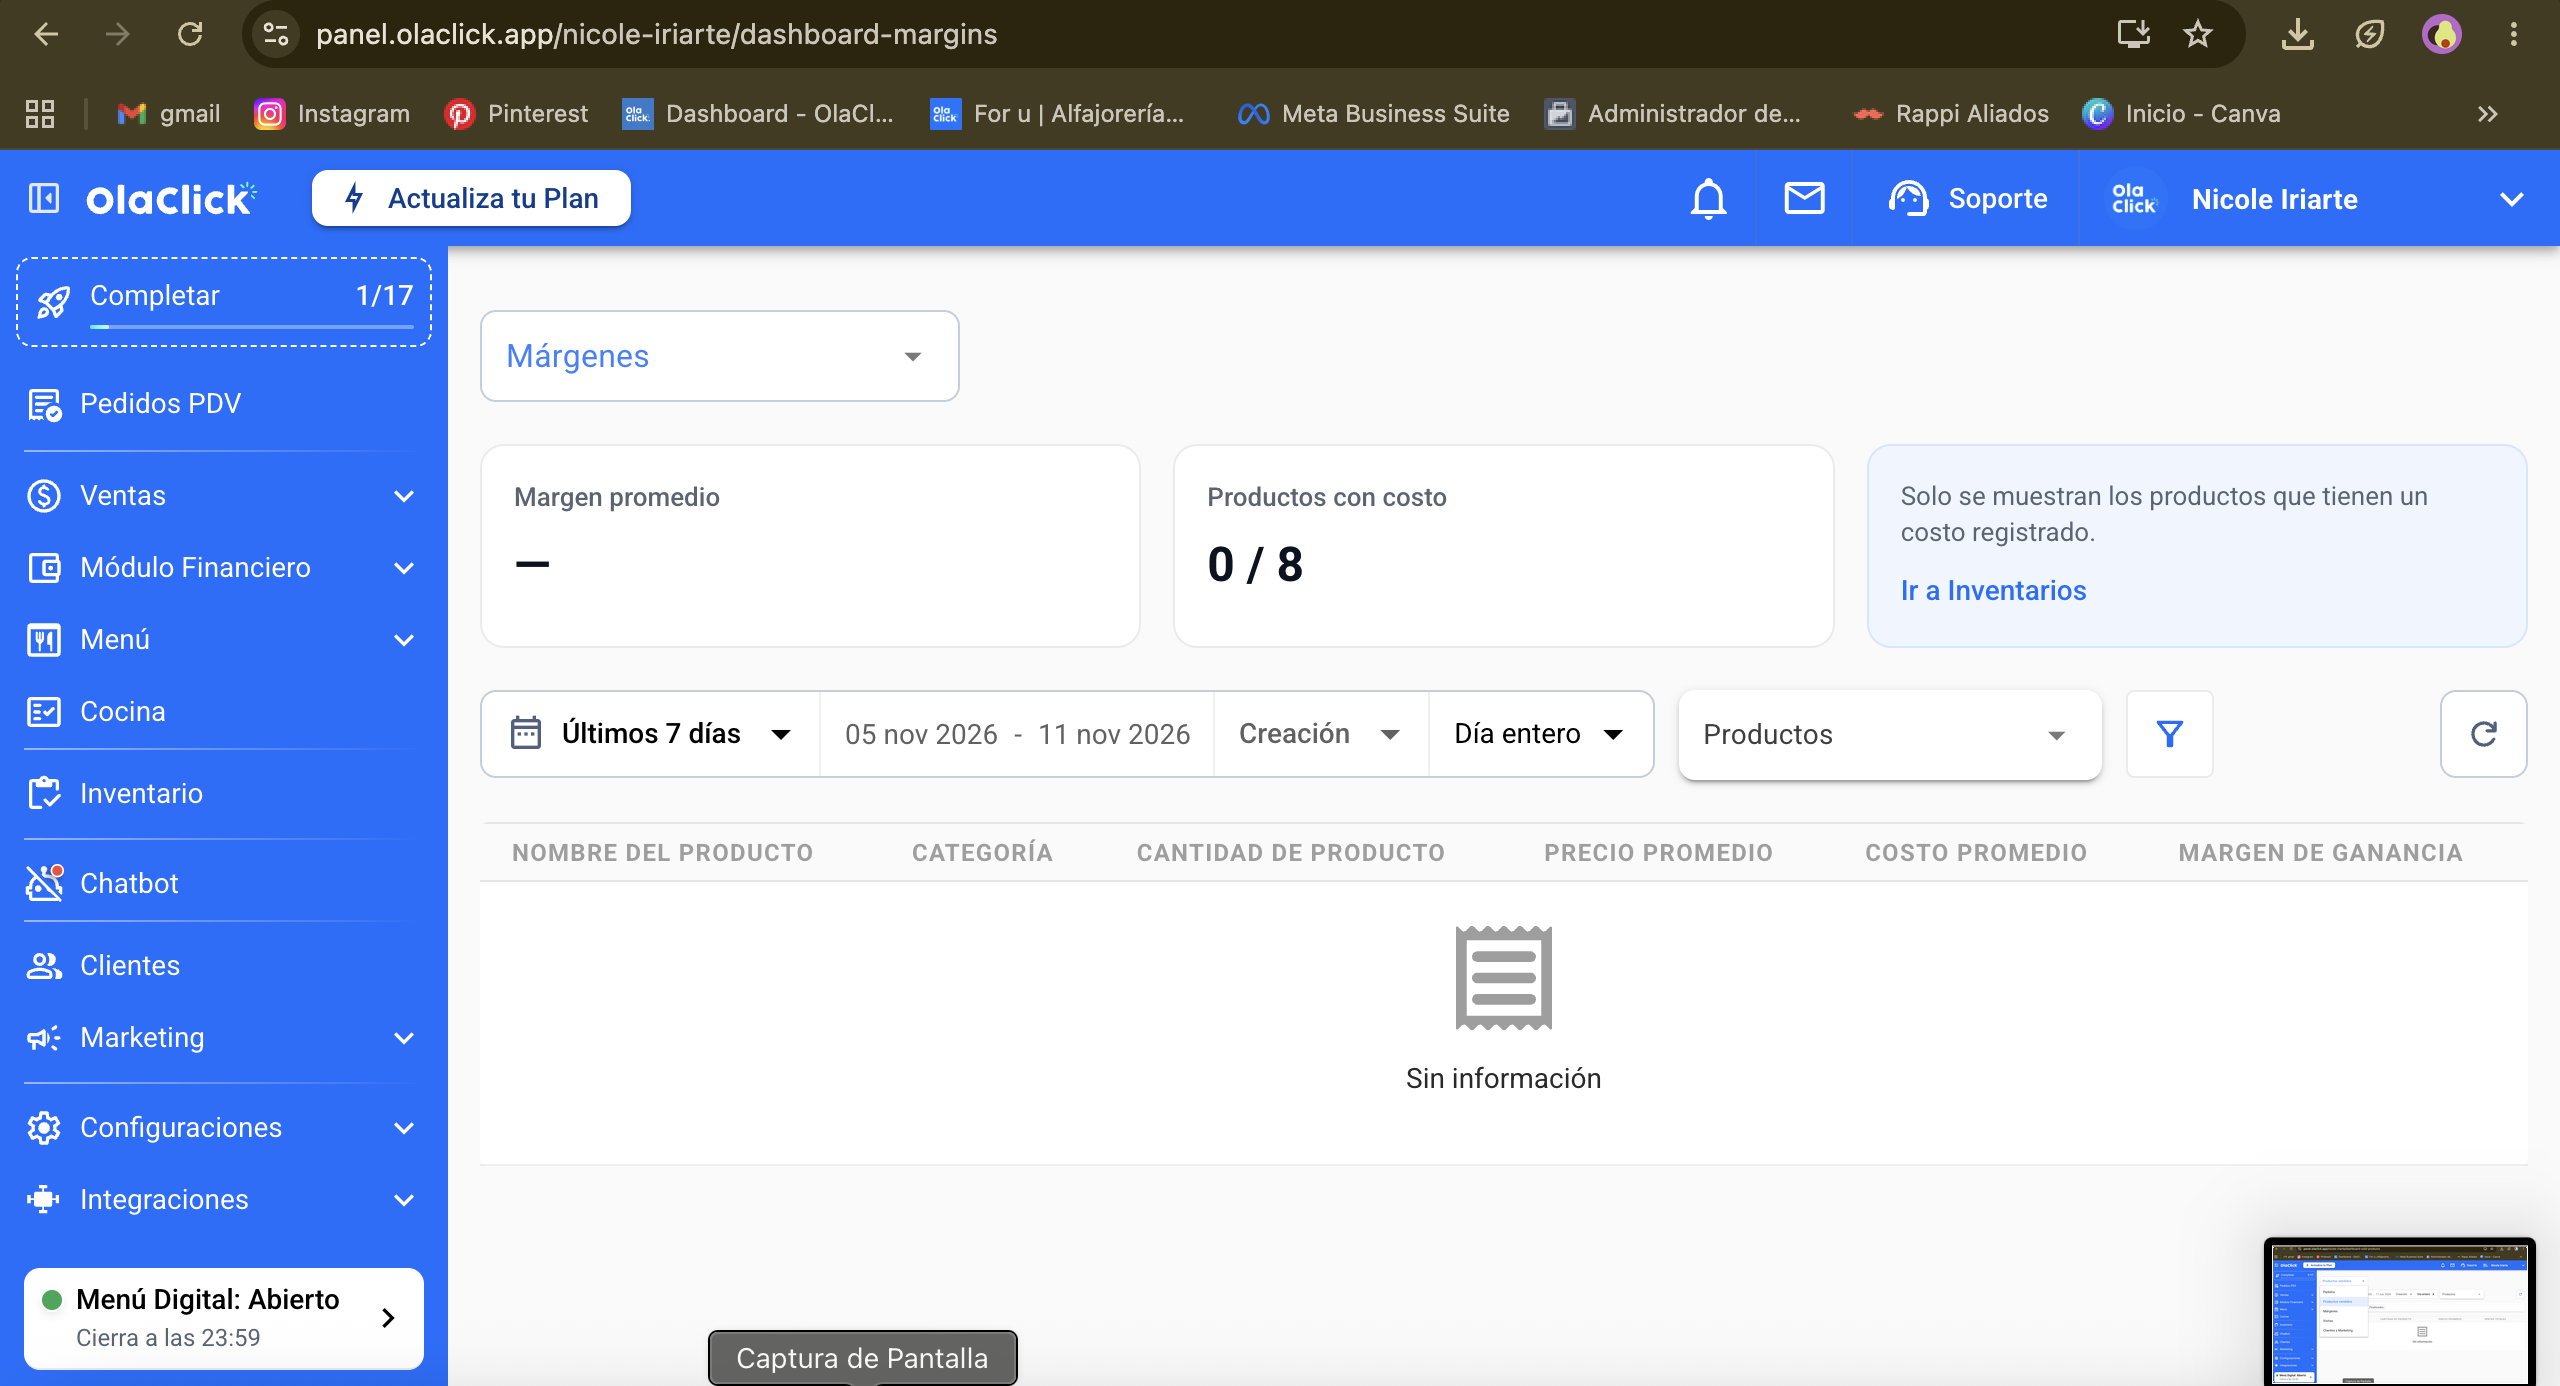 panel.olaclick.app/nicole-iriarte/dashboard-margins
gmail
Instagram
Pinterest
Dashboard - OlaCl...
For u | Alfajorería...
Meta Business Suite
Administrador de...
Rappi Aliados
Inicio - Canva
olaclick
Actualiza tu Plan
Soporte
Ola Click
Nicole Iriarte
Completar 1/17
Pedidos PDV
Ventas
Módulo Financiero
Menú
Cocina
Inventario
Chatbot
Clientes
Marketing
Configuraciones
Integraciones
Menú Digital: Abierto
Cierra a las 23:59
Márgenes
Margen promedio
—
Productos con costo
0 / 8
Solo se muestran los productos que tienen un
costo registrado.
Ir a Inventarios
Últimos 7 días
05 nov 2026 - 11 nov 2026
Creación
Día entero
Productos
NOMBRE DEL PRODUCTO CATEGORÍA CANTIDAD DE PRODUCTO PRECIO PROMEDIO COSTO PROMEDIO MARGEN DE GANANCIA
Sin información
Captura de Pantalla